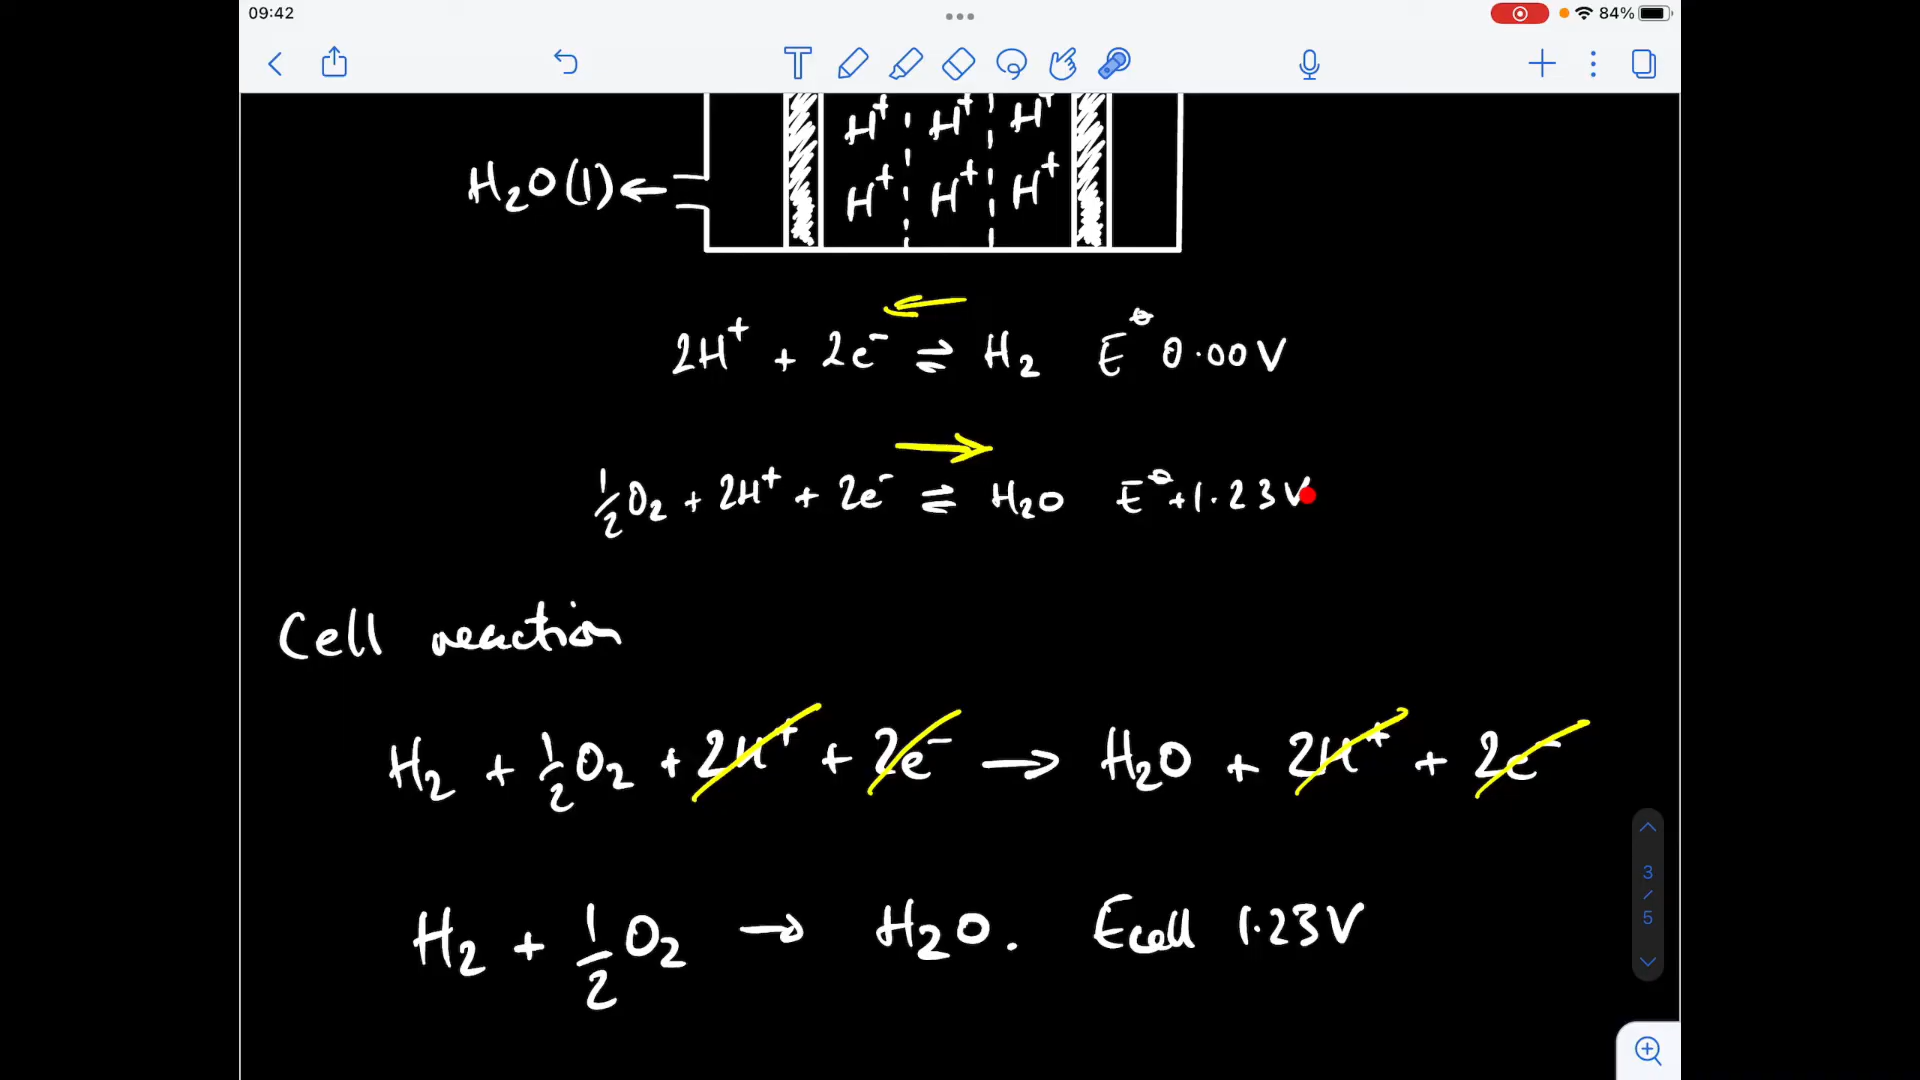 09:42
84%
T
H⁺ H⁺ H⁺
H₂O(l) ←
H⁺ H⁺ H⁺
2H⁺ + 2e⁻ ⇌ H₂ E⦵ 0.00V
½O₂ + 2H⁺ + 2e⁻ ⇌ H₂O E⦵ +1.23V
Cell reaction
H₂ + ½O₂ + 2H⁺ + 2e⁻ → H₂O + 2H⁺ + 2e⁻
H₂ + ½O₂ → H₂O. Ecell 1.23V
3
/
5